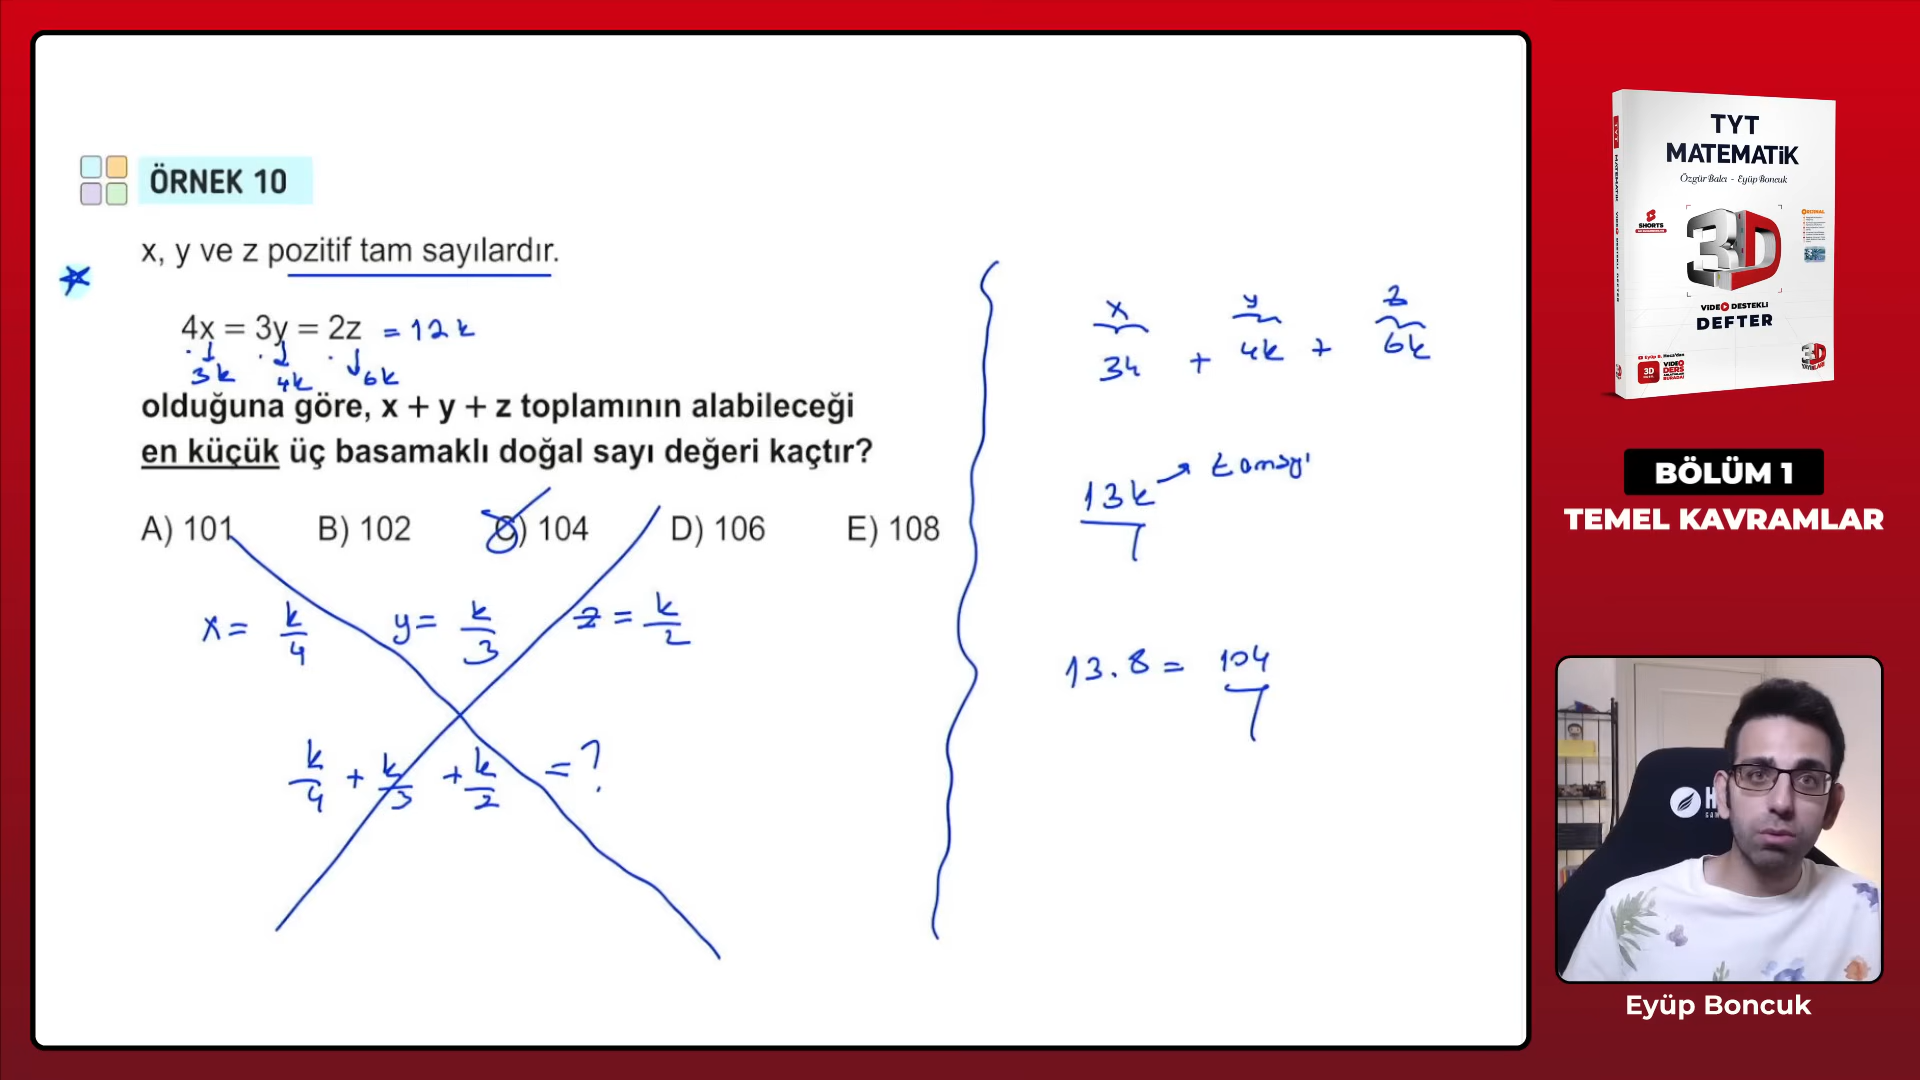 ÖRNEK 10
x, y ve z pozitif tam sayılardır.
4x = 3y = 2z = 12k
3k 4k 6k
olduğuna göre, x + y + z toplamının alabileceği
en küçük üç basamaklı doğal sayı değeri kaçtır?
A) 101 B) 102 C) 104 D) 106 E) 108
x = k/4 y = k/3 z = k/2
k/4 + k/3 + k/2 = ?
x y z
3k + 4k + 6k
13k → tamsayı
13.8 = 104
TYT
MATEMATİK
Özgür Balcı - Eyüp Boncuk
SHORTS
3D
VIDEO DESTEKLİ
DEFTER
BÖLÜM 1
TEMEL KAVRAMLAR
Eyüp Boncuk